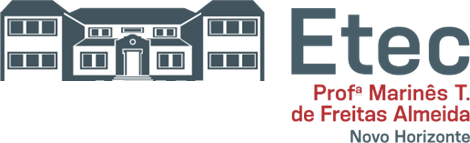 Etec
Profª Marinês T.
de Freitas Almeida
Novo Horizonte